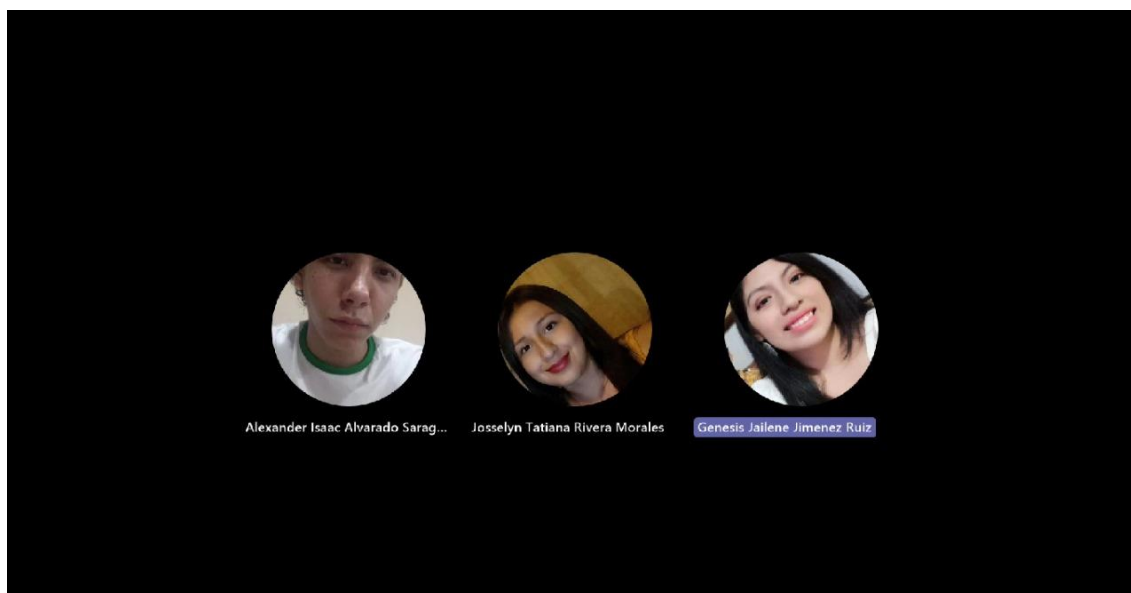 Alexander Isaac Alvarado Sarag...
Josselyn Tatiana Rivera Morales
Genesis Jailene Jimenez Ruiz